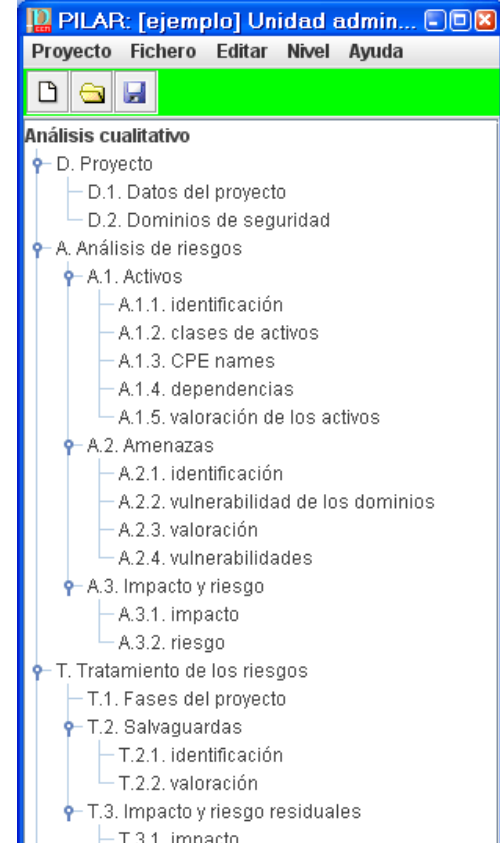 PILAR: [ejemplo] Unidad admin...
Proyecto Fichero Editar Nivel Ayuda
Análisis cualitativo
D. Proyecto
D.1. Datos del proyecto
D.2. Dominios de seguridad
A. Análisis de riesgos
A.1. Activos
A.1.1. identificación
A.1.2. clases de activos
A.1.3. CPE names
A.1.4. dependencias
A.1.5. valoración de los activos
A.2. Amenazas
A.2.1. identificación
A.2.2. vulnerabilidad de los dominios
A.2.3. valoración
A.2.4. vulnerabilidades
A.3. Impacto y riesgo
A.3.1. impacto
A.3.2. riesgo
T. Tratamiento de los riesgos
T.1. Fases del proyecto
T.2. Salvaguardas
T.2.1. identificación
T.2.2. valoración
T.3. Impacto y riesgo residuales
T.3.1. impacto